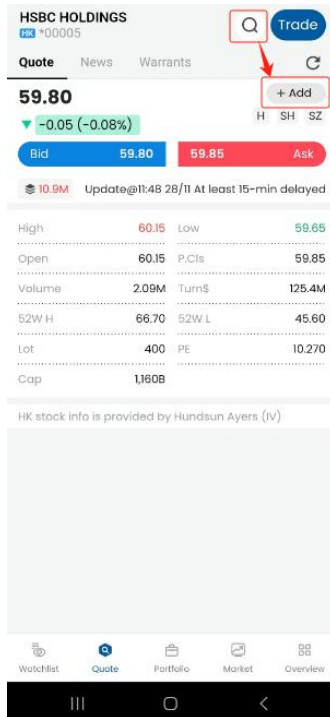 HSBC HOLDINGS
HK *00005
Trade
Quote News Warrants
59.80
+ Add
-0.05 (-0.08%)
H SH SZ
Bid 59.80 59.85 Ask
10.9M Update@11:48 28/11 At least 15-min delayed
High 60.15 Low 59.65
Open 60.15 P.Cls 59.85
Volume 2.09M Turn$ 125.4M
52W H 66.70 52W L 45.60
Lot 400 PE 10.270
Cap 1,160B
HK stock info is provided by Hundsun Ayers (IV)
Watchlist Quote Portfolio Market Overview